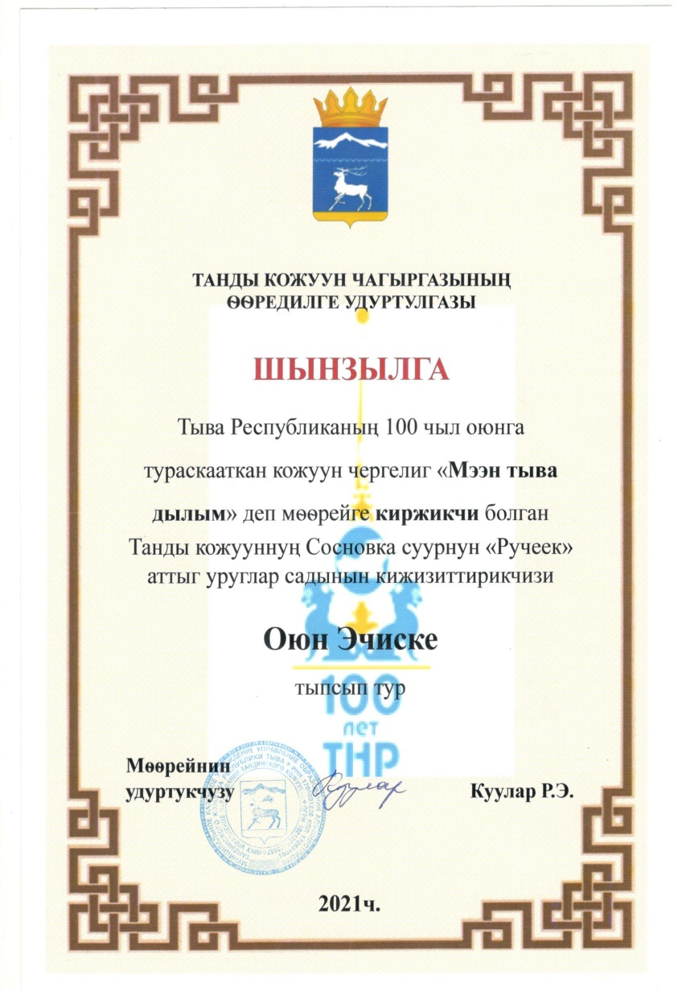 ТАНДЫ КОЖУУН ЧАГЫРГАЗЫНЫҢ
ӨӨРЕДИЛГЕ УДУРТУЛГАЗЫ
ШЫНЗЫЛГА
Тыва Республиканың 100 чыл оюнга
тураскааткан кожуун чергелиг «Мээн тыва
дылым» деп мөөрейге киржикчи болган
Танды кожууннуң Сосновка суурнун «Ручеек»
аттыг уруглар садынын кижизиттирикчизи
Оюн Эчиске
тыпсып тур
100
лет
ТНР
Мөөрейнин
удуртукчузу
Куулар Р.Э.
2021ч.